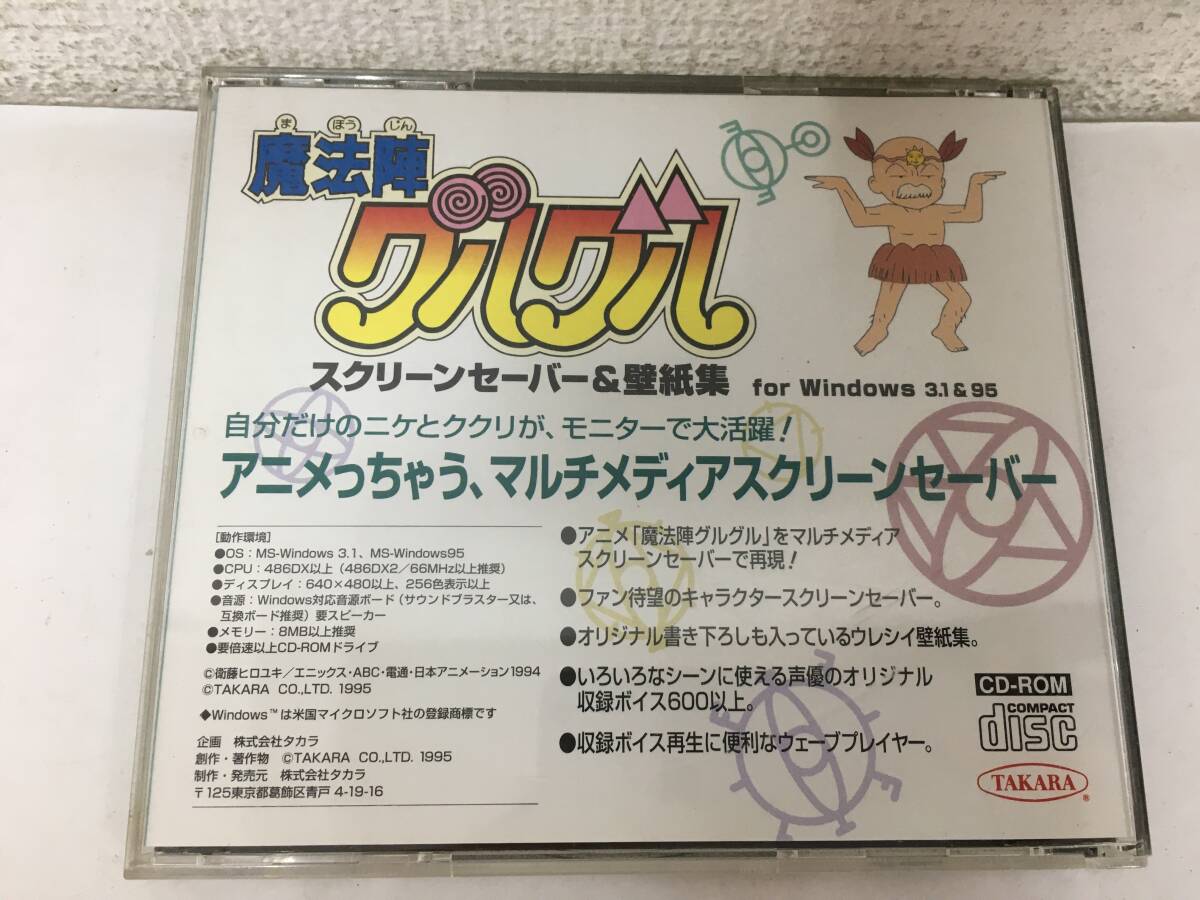 ま ほう じん
魔法陣
グルグル
スクリーンセーバー&壁紙集 for Windows 3.1&95
自分だけのニケとククリが、モニターで大活躍！
アニメっちゃう、マルチメディアスクリーンセーバー
［動作環境］
●OS：MS-Windows 3.1、MS-Windows95
●CPU：486DX以上（486DX2／66MHz以上推奨）
●ディスプレイ：640×480以上、256色表示以上
●音源：Windows対応音源ボード（サウンドブラスター又は、
互換ボード推奨）要スピーカー
●メモリー：8MB以上推奨
●要倍速以上CD-ROMドライブ
©衛藤ヒロユキ／エニックス・ABC・電通・日本アニメーション1994
©TAKARA CO.,LTD. 1995
◆Windows™は米国マイクロソフト社の登録商標です
企画 株式会社タカラ
創作・著作物 ©TAKARA CO.,LTD. 1995
制作・発売元 株式会社タカラ
〒125東京都葛飾区青戸 4-19-16
●アニメ「魔法陣グルグル」をマルチメディア
スクリーンセーバーで再現！
●ファン待望のキャラクタースクリーンセーバー。
●オリジナル書き下ろしも入っているウレシイ壁紙集。
●いろいろなシーンに使える声優のオリジナル
収録ボイス600以上。
●収録ボイス再生に便利なウェーブプレイヤー。
CD-ROM
COMPACT
disc
TAKARA®